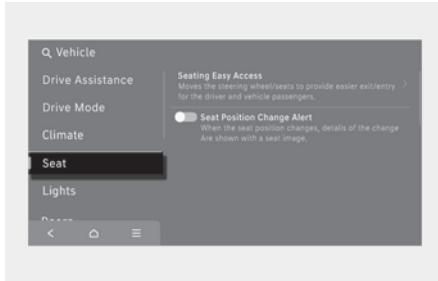 Vehicle
Drive Assistance
Drive Mode
Climate
Seat
Lights
Seating Easy Access
Moves the steering wheel/seats to provide easier exit/entry
for the driver and vehicle passengers.
Seat Position Change Alert
When the seat position changes, details of the change
Are shown with a seat image.